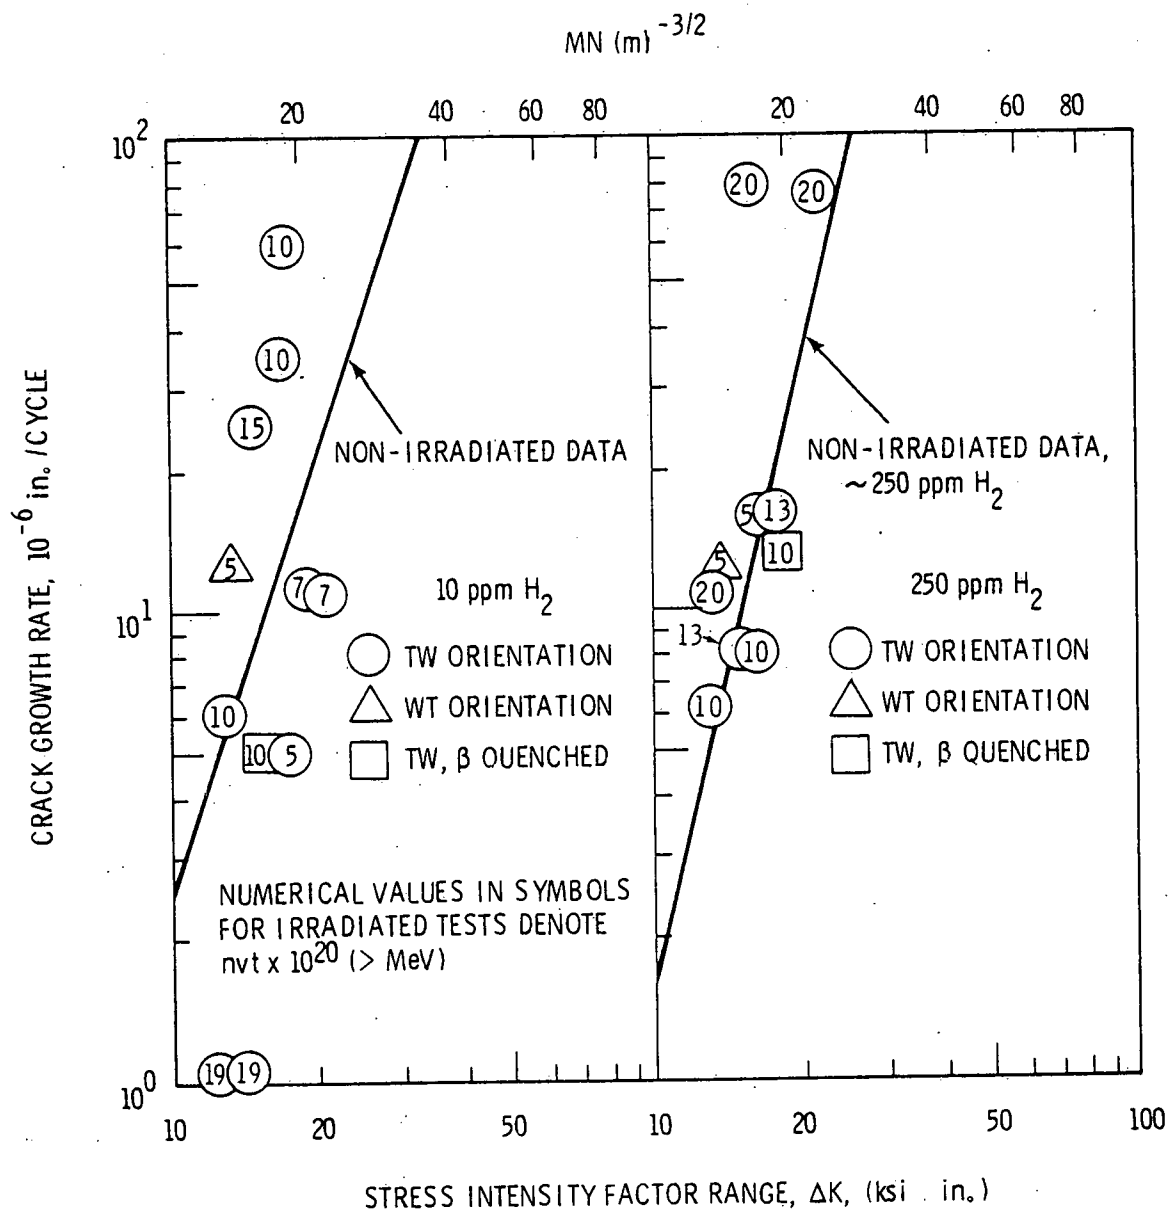 MN (m) -3/2
20 40 60 80 20 40 60 80
10^2
20 20
10
10
15
NON-IRRADIATED DATA
NON-IRRADIATED DATA,
~250 ppm H2
5 13
5 10
5 20
7 7
10 ppm H2 250 ppm H2
10^1
13 10
TW ORIENTATION TW ORIENTATION
10 10
WT ORIENTATION WT ORIENTATION
10 5
TW, β OUENCHED TW, β QUENCHED
NUMERICAL VALUES IN SYMBOLS
FOR IRRADIATED TESTS DENOTE
nvt x 10^20 (> MeV)
19 19
10^0
10 20 50 10 20 50 100
CRACK GROWTH RATE, 10^-6 in. /CYCLE
STRESS INTENSITY FACTOR RANGE, ΔK, (ksi in.)